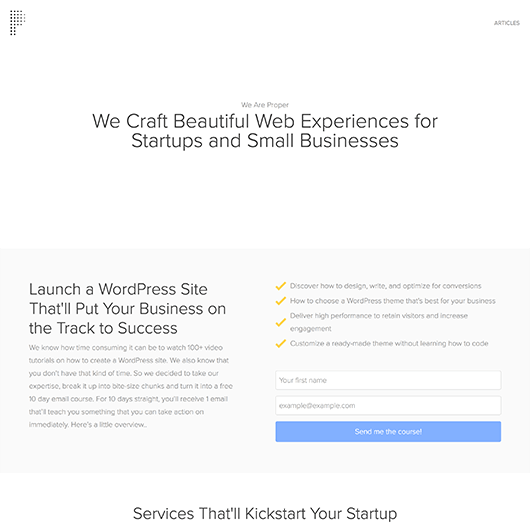 ARTICLES
We Are Proper
We Craft Beautiful Web Experiences for
Startups and Small Businesses
Launch a WordPress Site
That'll Put Your Business on
the Track to Success
We know how time consuming it can be to watch 100+ video
tutorials on how to create a WordPress site. We also know that
you don't have that kind of time. So we decided to take our
expertise, break it up into bite-size chunks and turn it into a free
10 day email course. For 10 days straight, you'll receive 1 email
that'll teach you something that you can take action on
immediately. Here's a little overview..
Discover how to design, write, and optimize for conversions
How to choose a WordPress theme that's best for your business
Deliver high performance to retain visitors and increase
engagement
Customize a ready-made theme without learning how to code
Your first name
example@example.com
Send me the course!
Services That'll Kickstart Your Startup